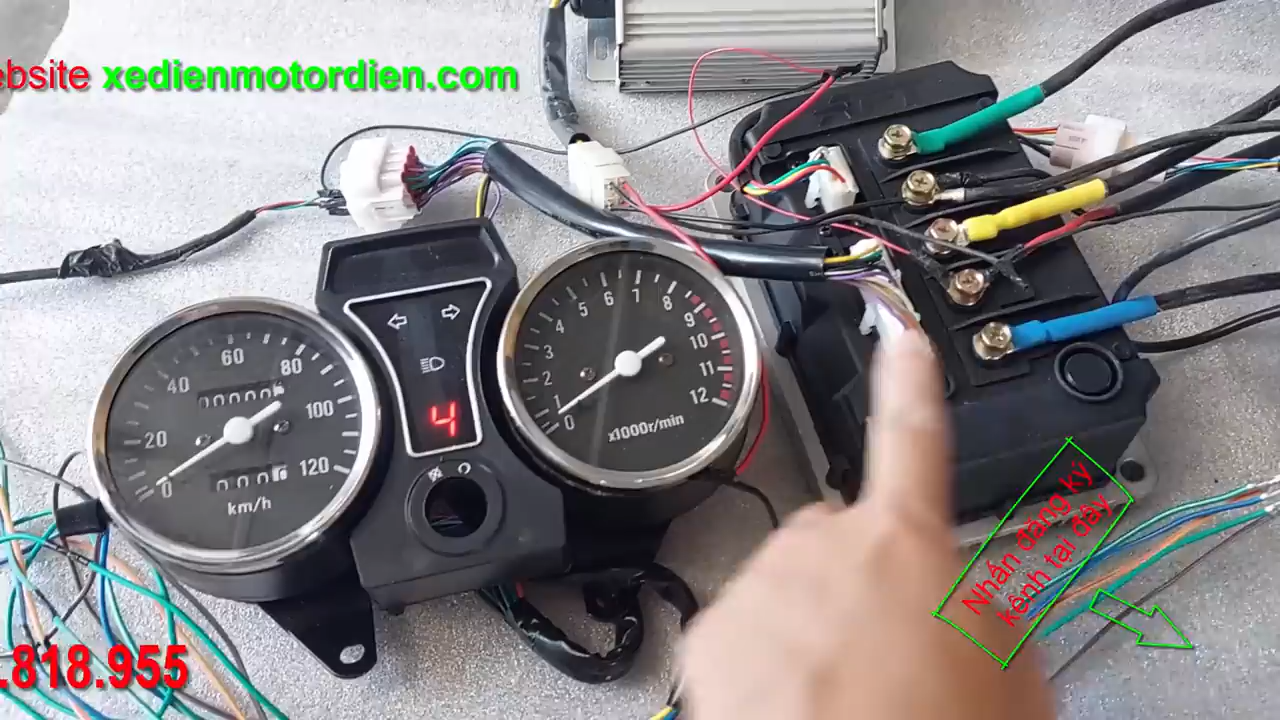 ebsite xedienmotordien.com
0 20 40 60 80 100 120
km/h
4
0 1 2 3 4 5 6 7 8 9 10 11 12
x1000r/min
Nhấn đăng ký
kênh tại đây
.818.955